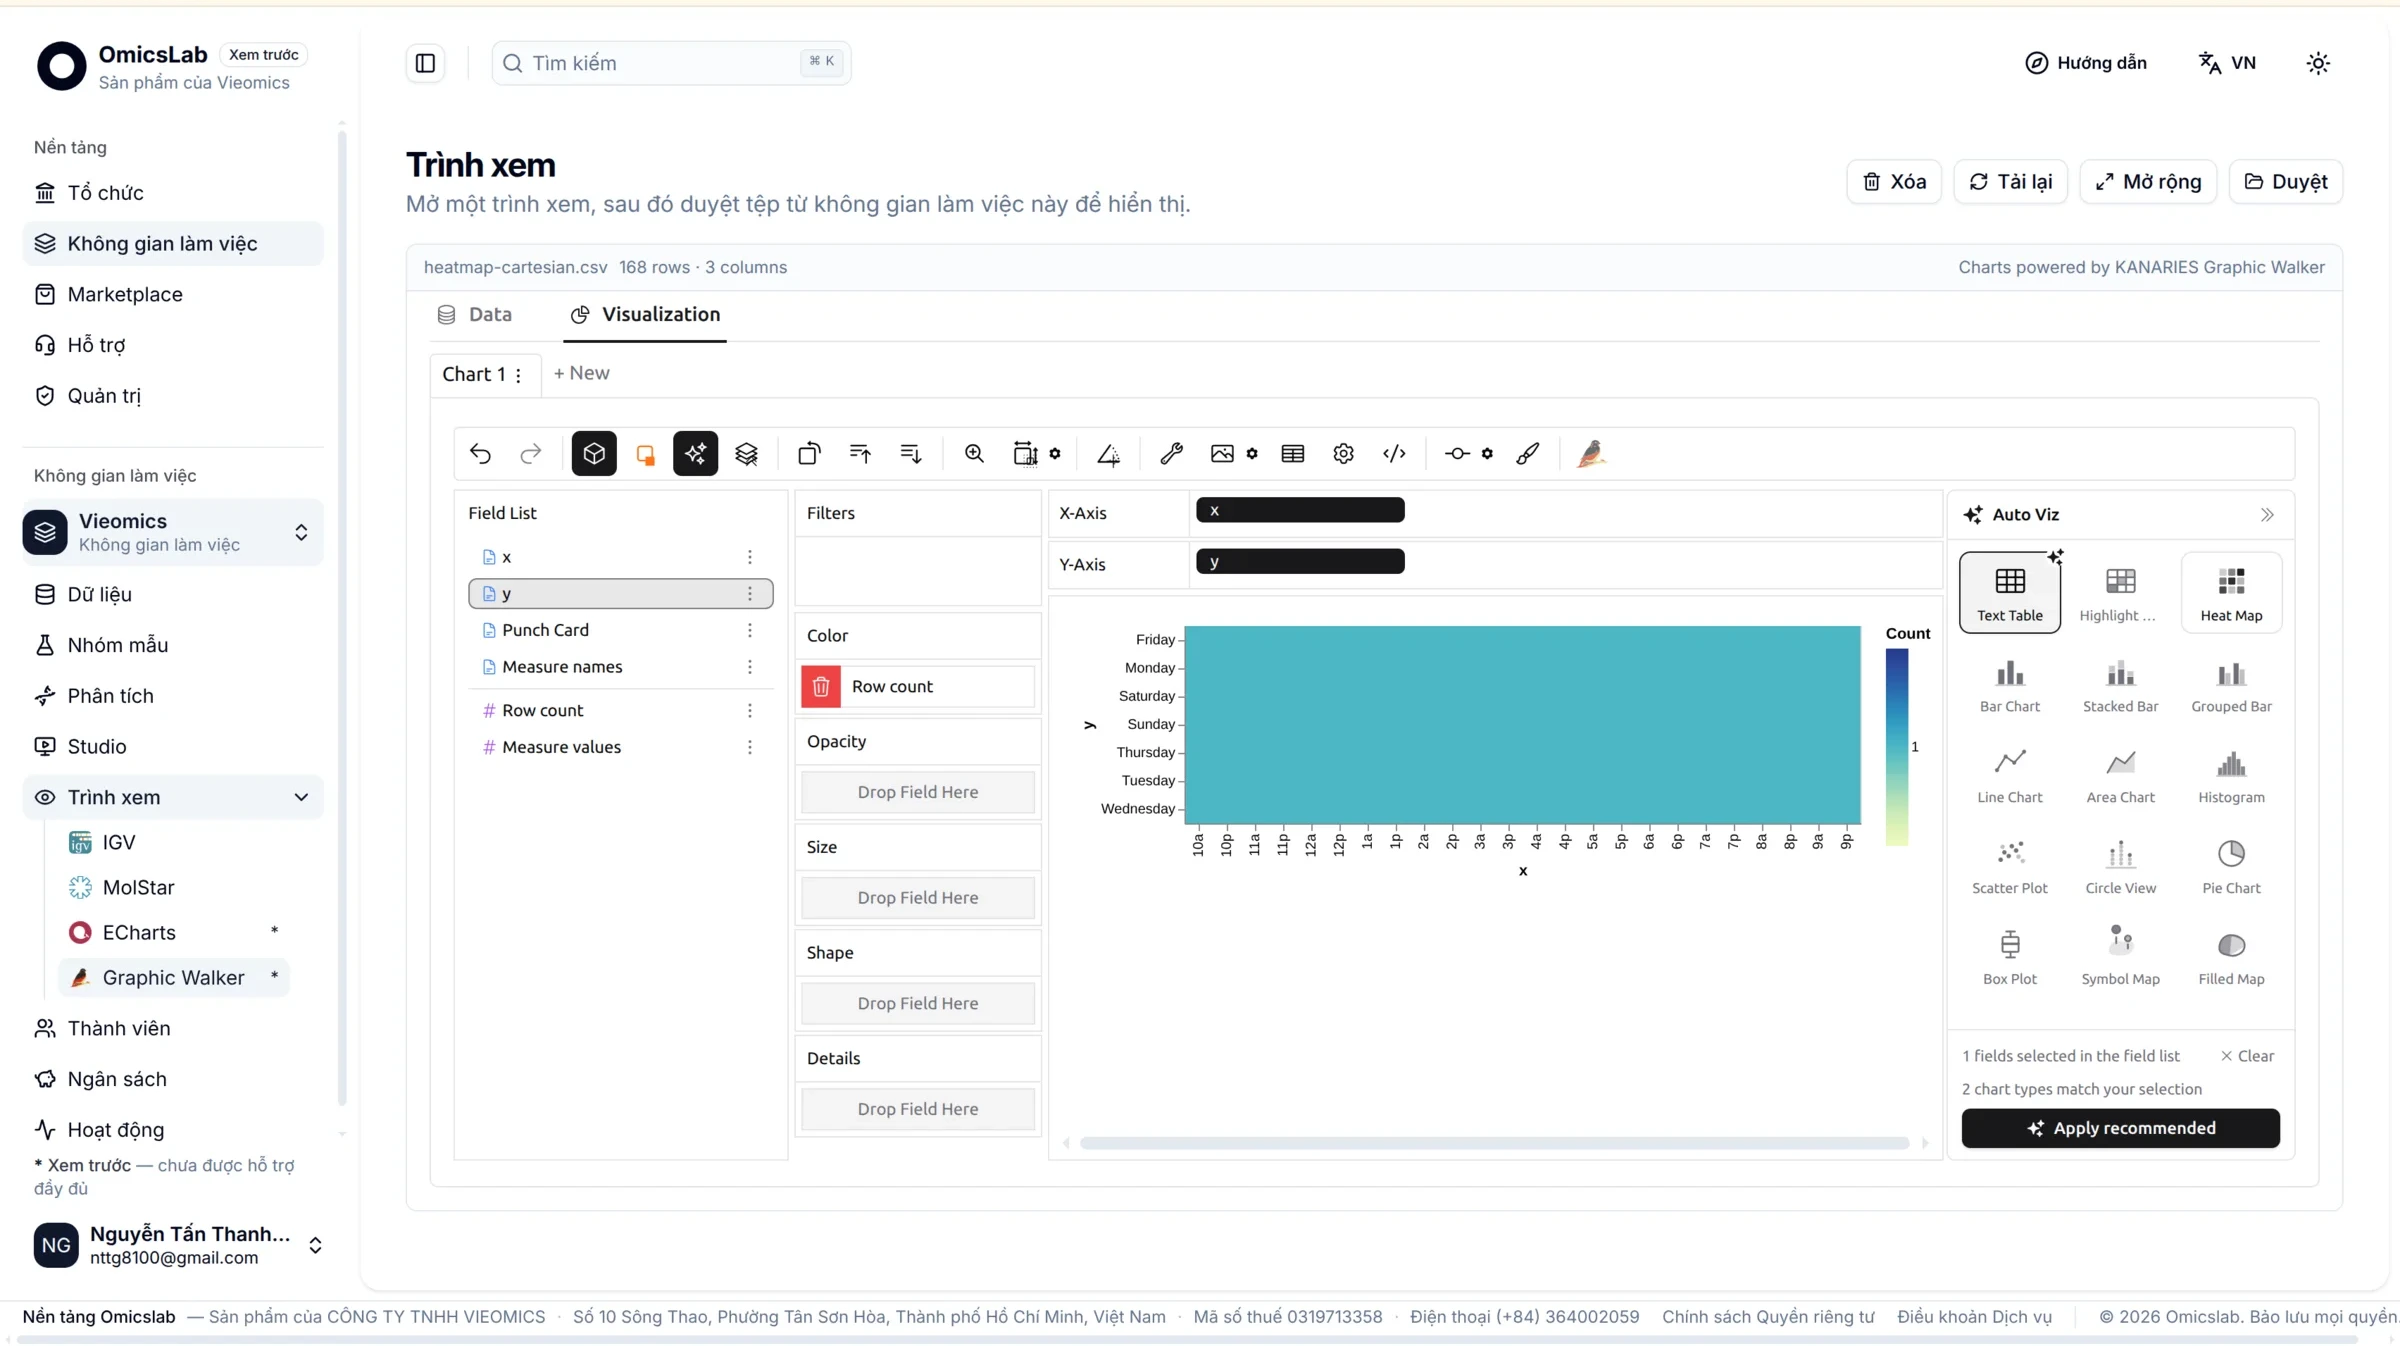 OmicsLab Xem trước
Sản phẩm của Vieomics
Nền tảng
Tổ chức
Không gian làm việc
Marketplace
Hỗ trợ
Quản trị
Không gian làm việc
Vieomics
Không gian làm việc
Dữ liệu
Nhóm mẫu
Phân tích
Studio
Trình xem
IGV
MolStar
ECharts *
Graphic Walker *
Thành viên
Ngân sách
Hoạt động
* Xem trước — chưa được hỗ trợ
đầy đủ
NG
Nguyễn Tấn Thanh...
nttg8100@gmail.com
Tìm kiếm ⌘ K
Hướng dẫn
VN
Trình xem
Mở một trình xem, sau đó duyệt tệp từ không gian làm việc này để hiển thị.
Xóa
Tải lại
Mở rộng
Duyệt
heatmap-cartesian.csv 168 rows · 3 columns
Charts powered by KANARIES Graphic Walker
Data
Visualization
Chart 1
+ New
Field List
x
y
Punch Card
Measure names
# Row count
# Measure values
Filters
Color
Row count
Opacity
Drop Field Here
Size
Drop Field Here
Shape
Drop Field Here
Details
Drop Field Here
X-Axis
x
Y-Axis
y
Friday
Monday
Saturday
Sunday
Thursday
Tuesday
Wednesday
y
10a 10p 11a 11p 12a 12p 1a 1p 2a 2p 3a 3p 4a 4p 5a 5p 6a 6p 7a 7p 8a 8p 9a 9p
x
Count
1
Auto Viz
Text Table
Highlight ...
Heat Map
Bar Chart
Stacked Bar
Grouped Bar
Line Chart
Area Chart
Histogram
Scatter Plot
Circle View
Pie Chart
Box Plot
Symbol Map
Filled Map
1 fields selected in the field list
Clear
2 chart types match your selection
Apply recommended
Nền tảng Omicslab — Sản phẩm của CÔNG TY TNHH VIEOMICS · Số 10 Sông Thao, Phường Tân Sơn Hòa, Thành phố Hồ Chí Minh, Việt Nam · Mã số thuế 0319713358 · Điện thoại (+84) 364002059 Chính sách Quyền riêng tư Điều khoản Dịch vụ © 2026 Omicslab. Bảo lưu mọi quyền.